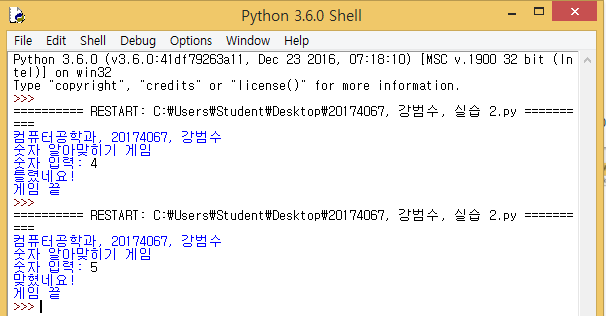 Python 3.6.0 Shell
File Edit Shell Debug Options Window Help
Python 3.6.0 (v3.6.0:41df79263a11, Dec 23 2016, 07:18:10) [MSC v.1900 32 bit (In
tel)] on win32
Type "copyright", "credits" or "license()" for more information.
>>>
========== RESTART: C:\Users\Student\Desktop\20174067, 강범수, 실습 2.py =======
===
컴퓨터공학과, 20174067, 강범수
숫자 알아맞히기 게임
숫자 입력: 4
틀렸네요!
게임 끝
>>>
========== RESTART: C:\Users\Student\Desktop\20174067, 강범수, 실습 2.py =======
===
컴퓨터공학과, 20174067, 강범수
숫자 알아맞히기 게임
숫자 입력: 5
맞혔네요!
게임 끝
>>>